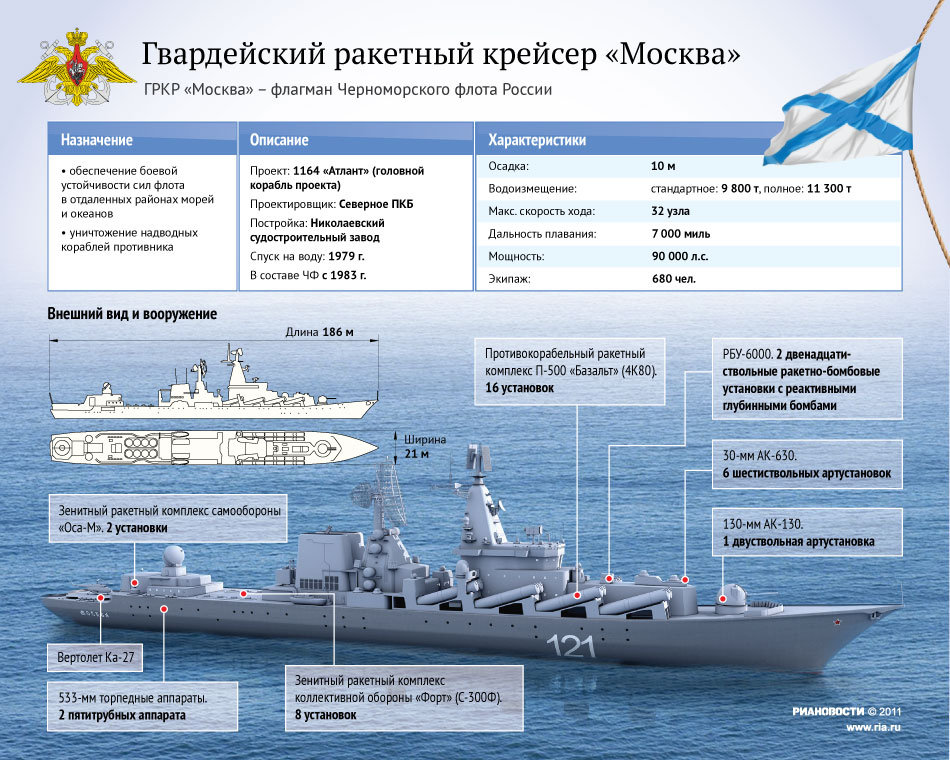 Гвардейский ракетный крейсер «Москва»
ГРКР «Москва» – флагман Черноморского флота России
Назначение
• обеспечение боевой
устойчивости сил флота
в отдаленных районах морей
и океанов
• уничтожение надводных
кораблей противника
Описание
Проект: 1164 «Атлант» (головной
корабль проекта)
Проектировщик: Северное ПКБ
Постройка: Николаевский
судостроительный завод
Спуск на воду: 1979 г.
В составе ЧФ с 1983 г.
Характеристики
Осадка: 10 м
Водоизмещение: стандартное: 9 800 т, полное: 11 300 т
Макс. скорость хода: 32 узла
Дальность плавания: 7 000 миль
Мощность: 90 000 л.с.
Экипаж: 680 чел.
Внешний вид и вооружение
Длина 186 м
Ширина
21 м
Противокорабельный ракетный
комплекс П-500 «Базальт» (4К80).
16 установок
РБУ-6000. 2 двенадцати-
ствольные ракетно-бомбовые
установки с реактивными
глубинными бомбами
30-мм АК-630.
6 шестиствольных артустановок
130-мм АК-130.
1 двуствольная артустановка
Зенитный ракетный комплекс самообороны
«Оса-М». 2 установки
МОСКВА
121
Вертолет Ка-27
533-мм торпедные аппараты.
2 пятитрубных аппарата
Зенитный ракетный комплекс
коллективной обороны «Форт» (С-300Ф).
8 установок
РИАНОВОСТИ © 2011
www.ria.ru